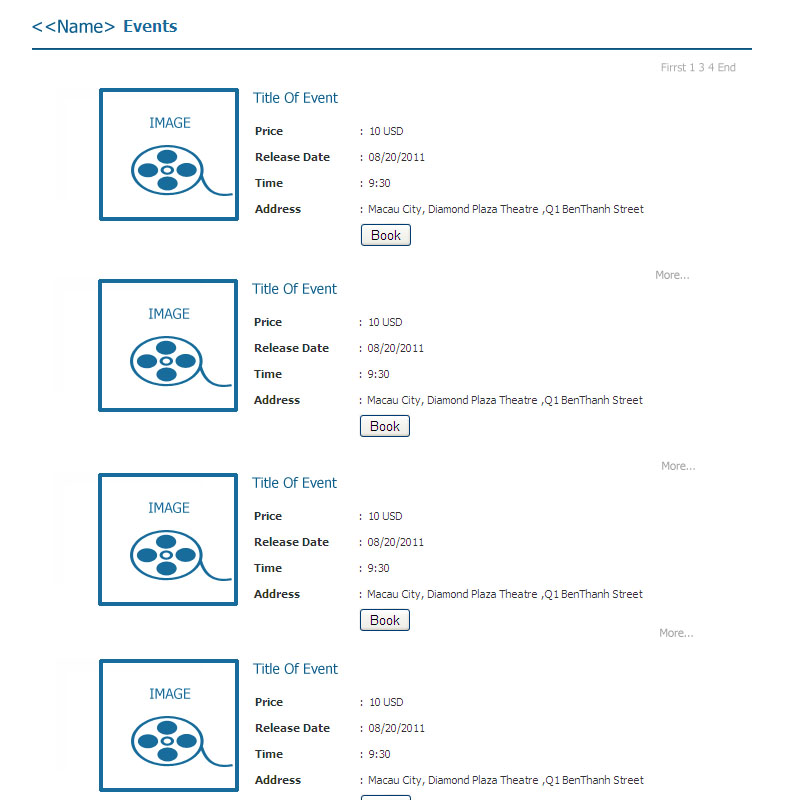 <<Name> Events
Firrst 1 3 4 End
IMAGE
Title Of Event
Price : 10 USD
Release Date : 08/20/2011
Time : 9:30
Address : Macau City, Diamond Plaza Theatre ,Q1 BenThanh Street
Book
More...
IMAGE
Title Of Event
Price : 10 USD
Release Date : 08/20/2011
Time : 9:30
Address : Macau City, Diamond Plaza Theatre ,Q1 BenThanh Street
Book
More...
IMAGE
Title Of Event
Price : 10 USD
Release Date : 08/20/2011
Time : 9:30
Address : Macau City, Diamond Plaza Theatre ,Q1 BenThanh Street
Book
More...
IMAGE
Title Of Event
Price : 10 USD
Release Date : 08/20/2011
Time : 9:30
Address : Macau City, Diamond Plaza Theatre ,Q1 BenThanh Street